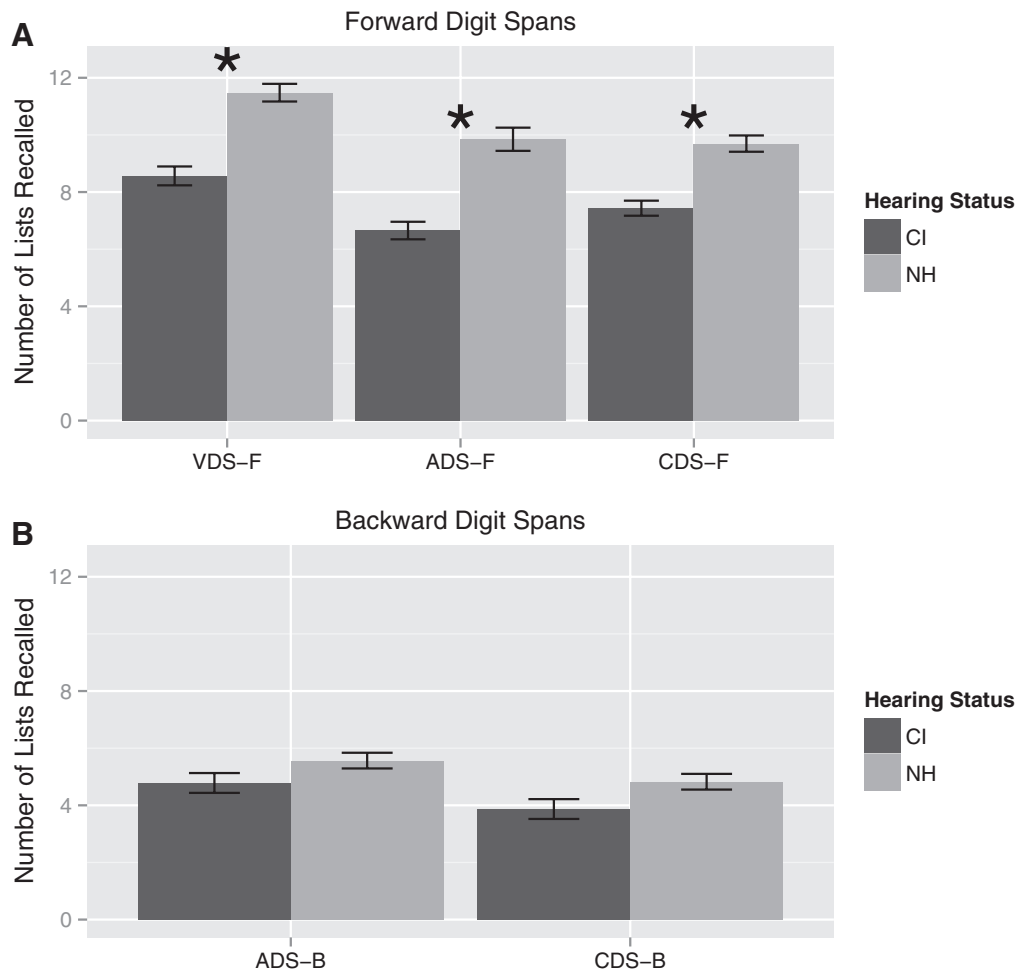 A
Forward Digit Spans
Number of Lists Recalled
12
8
4
0
*
*
*
VDS–F ADS–F CDS–F
Hearing Status
CI
NH
B
Backward Digit Spans
Number of Lists Recalled
12
8
4
0
ADS–B CDS–B
Hearing Status
CI
NH